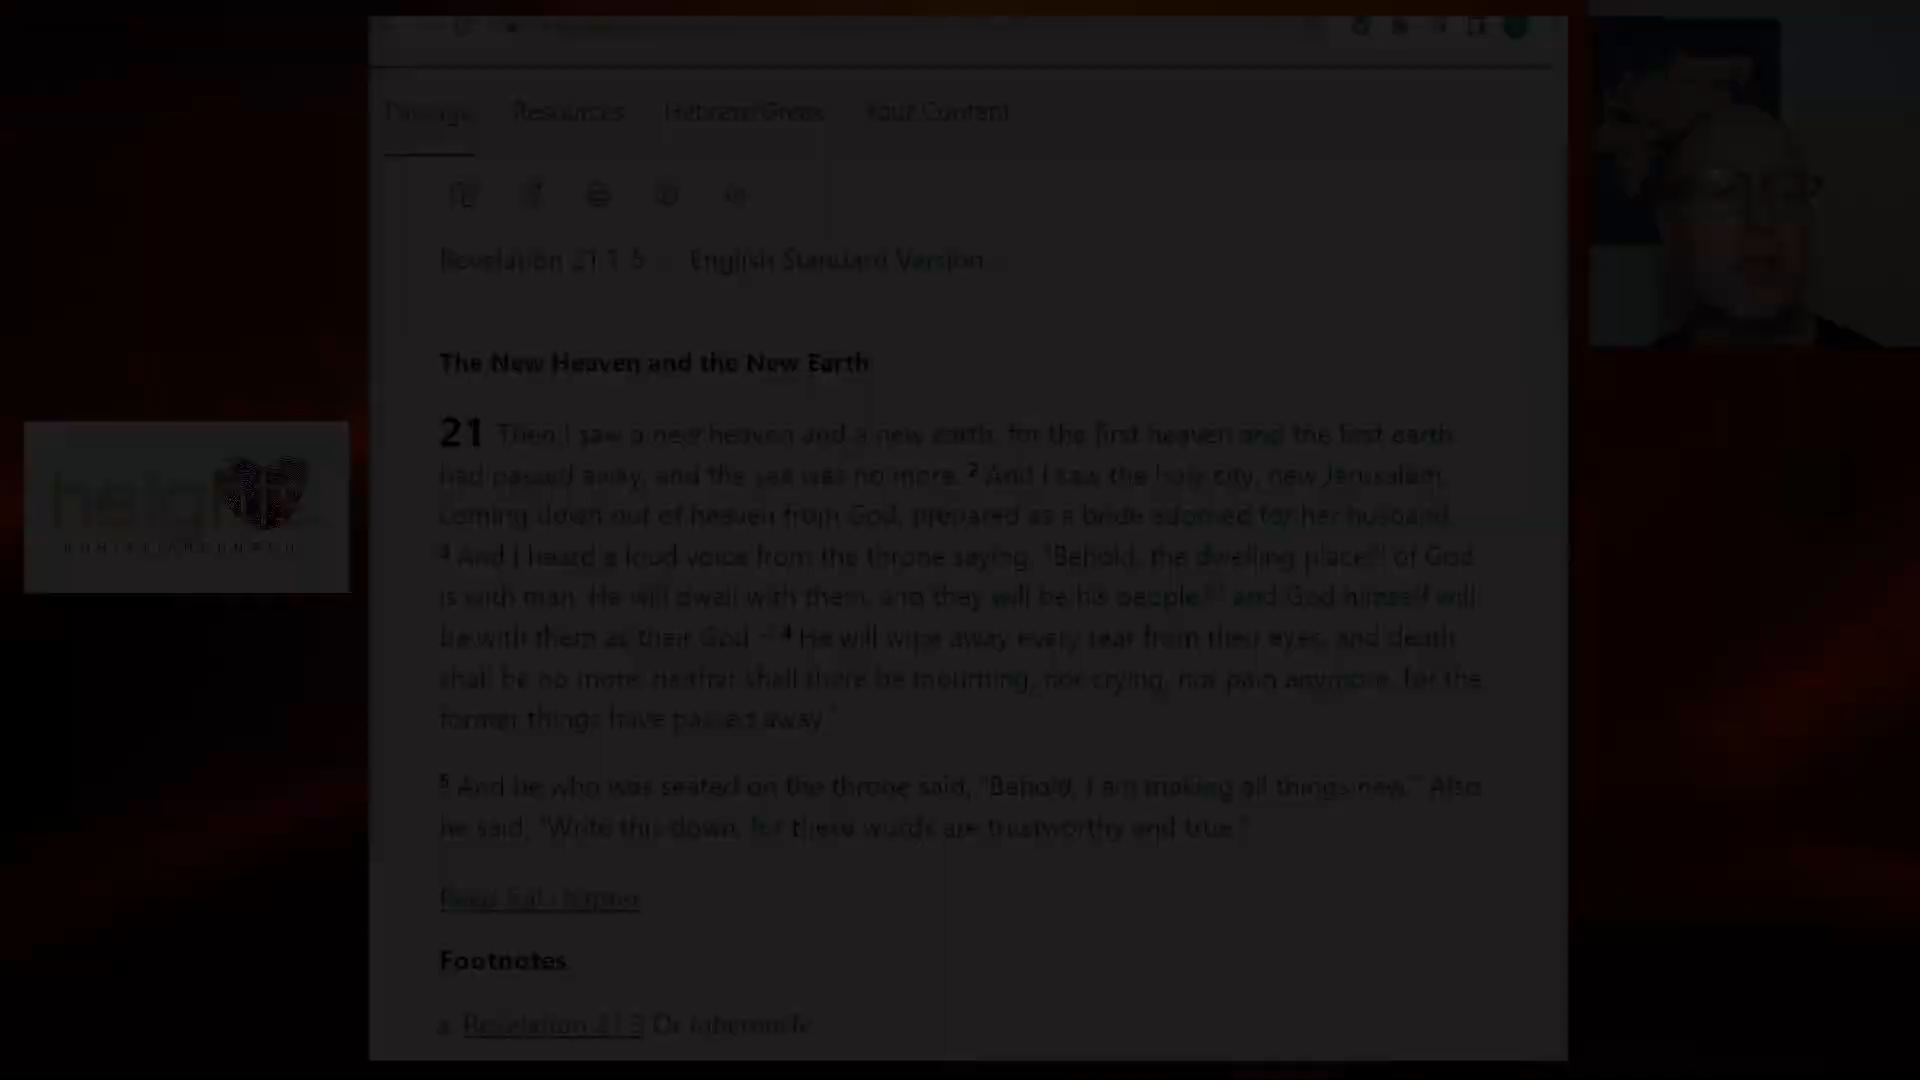 Passage Resources Hebrew/Greek Your Content
Revelation 21:1-5 English Standard Version
The New Heaven and the New Earth
21 Then I saw a new heaven and a new earth, for the first heaven and the first earth
had passed away, and the sea was no more. 2 And I saw the holy city, new Jerusalem,
coming down out of heaven from God, prepared as a bride adorned for her husband.
3 And I heard a loud voice from the throne saying, "Behold, the dwelling place of God
is with man. He will dwell with them, and they will be his people, and God himself will
be with them as their God. 4 He will wipe away every tear from their eyes, and death
shall be no more, neither shall there be mourning, nor crying, nor pain anymore, for the
former things have passed away."
5 And he who was seated on the throne said, "Behold, I am making all things new." Also
he said, "Write this down, for these words are trustworthy and true."
Read full chapter
Footnotes
a. Revelation 21:3 Or tabernacle